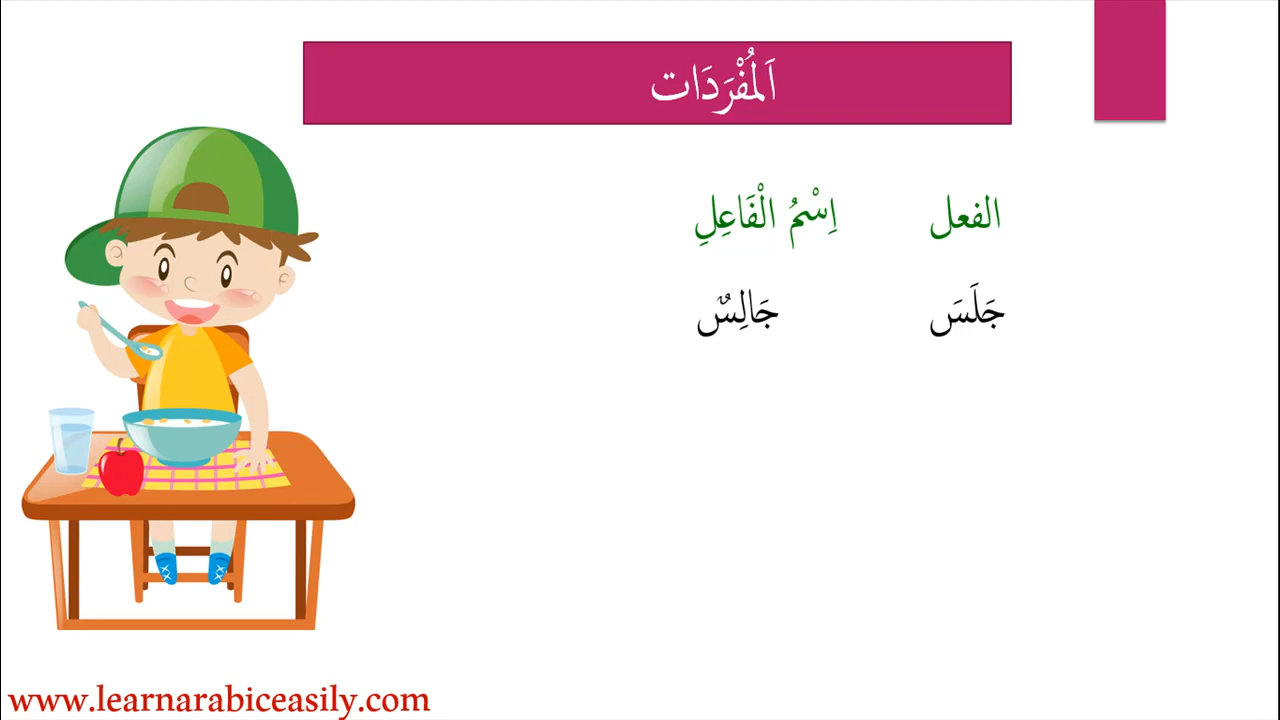 اَلْمُفْرَدَات
الفعل اِسْمُ الْفَاعِلِ
جَلَسَ جَالِسٌ
www.learnarabiceasily.com